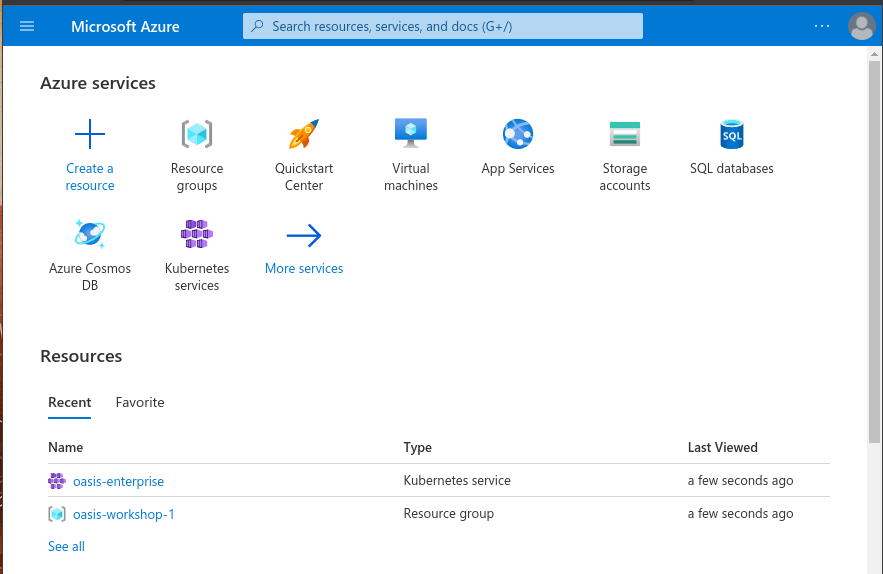 Microsoft Azure
Search resources, services, and docs (G+/)
Azure services
Create a
resource
Resource
groups
Quickstart
Center
Virtual
machines
App Services
Storage
accounts
SQL
SQL databases
Azure Cosmos
DB
Kubernetes
services
More services
Resources
Recent Favorite
Name Type Last Viewed
oasis-enterprise Kubernetes service a few seconds ago
oasis-workshop-1 Resource group a few seconds ago
See all